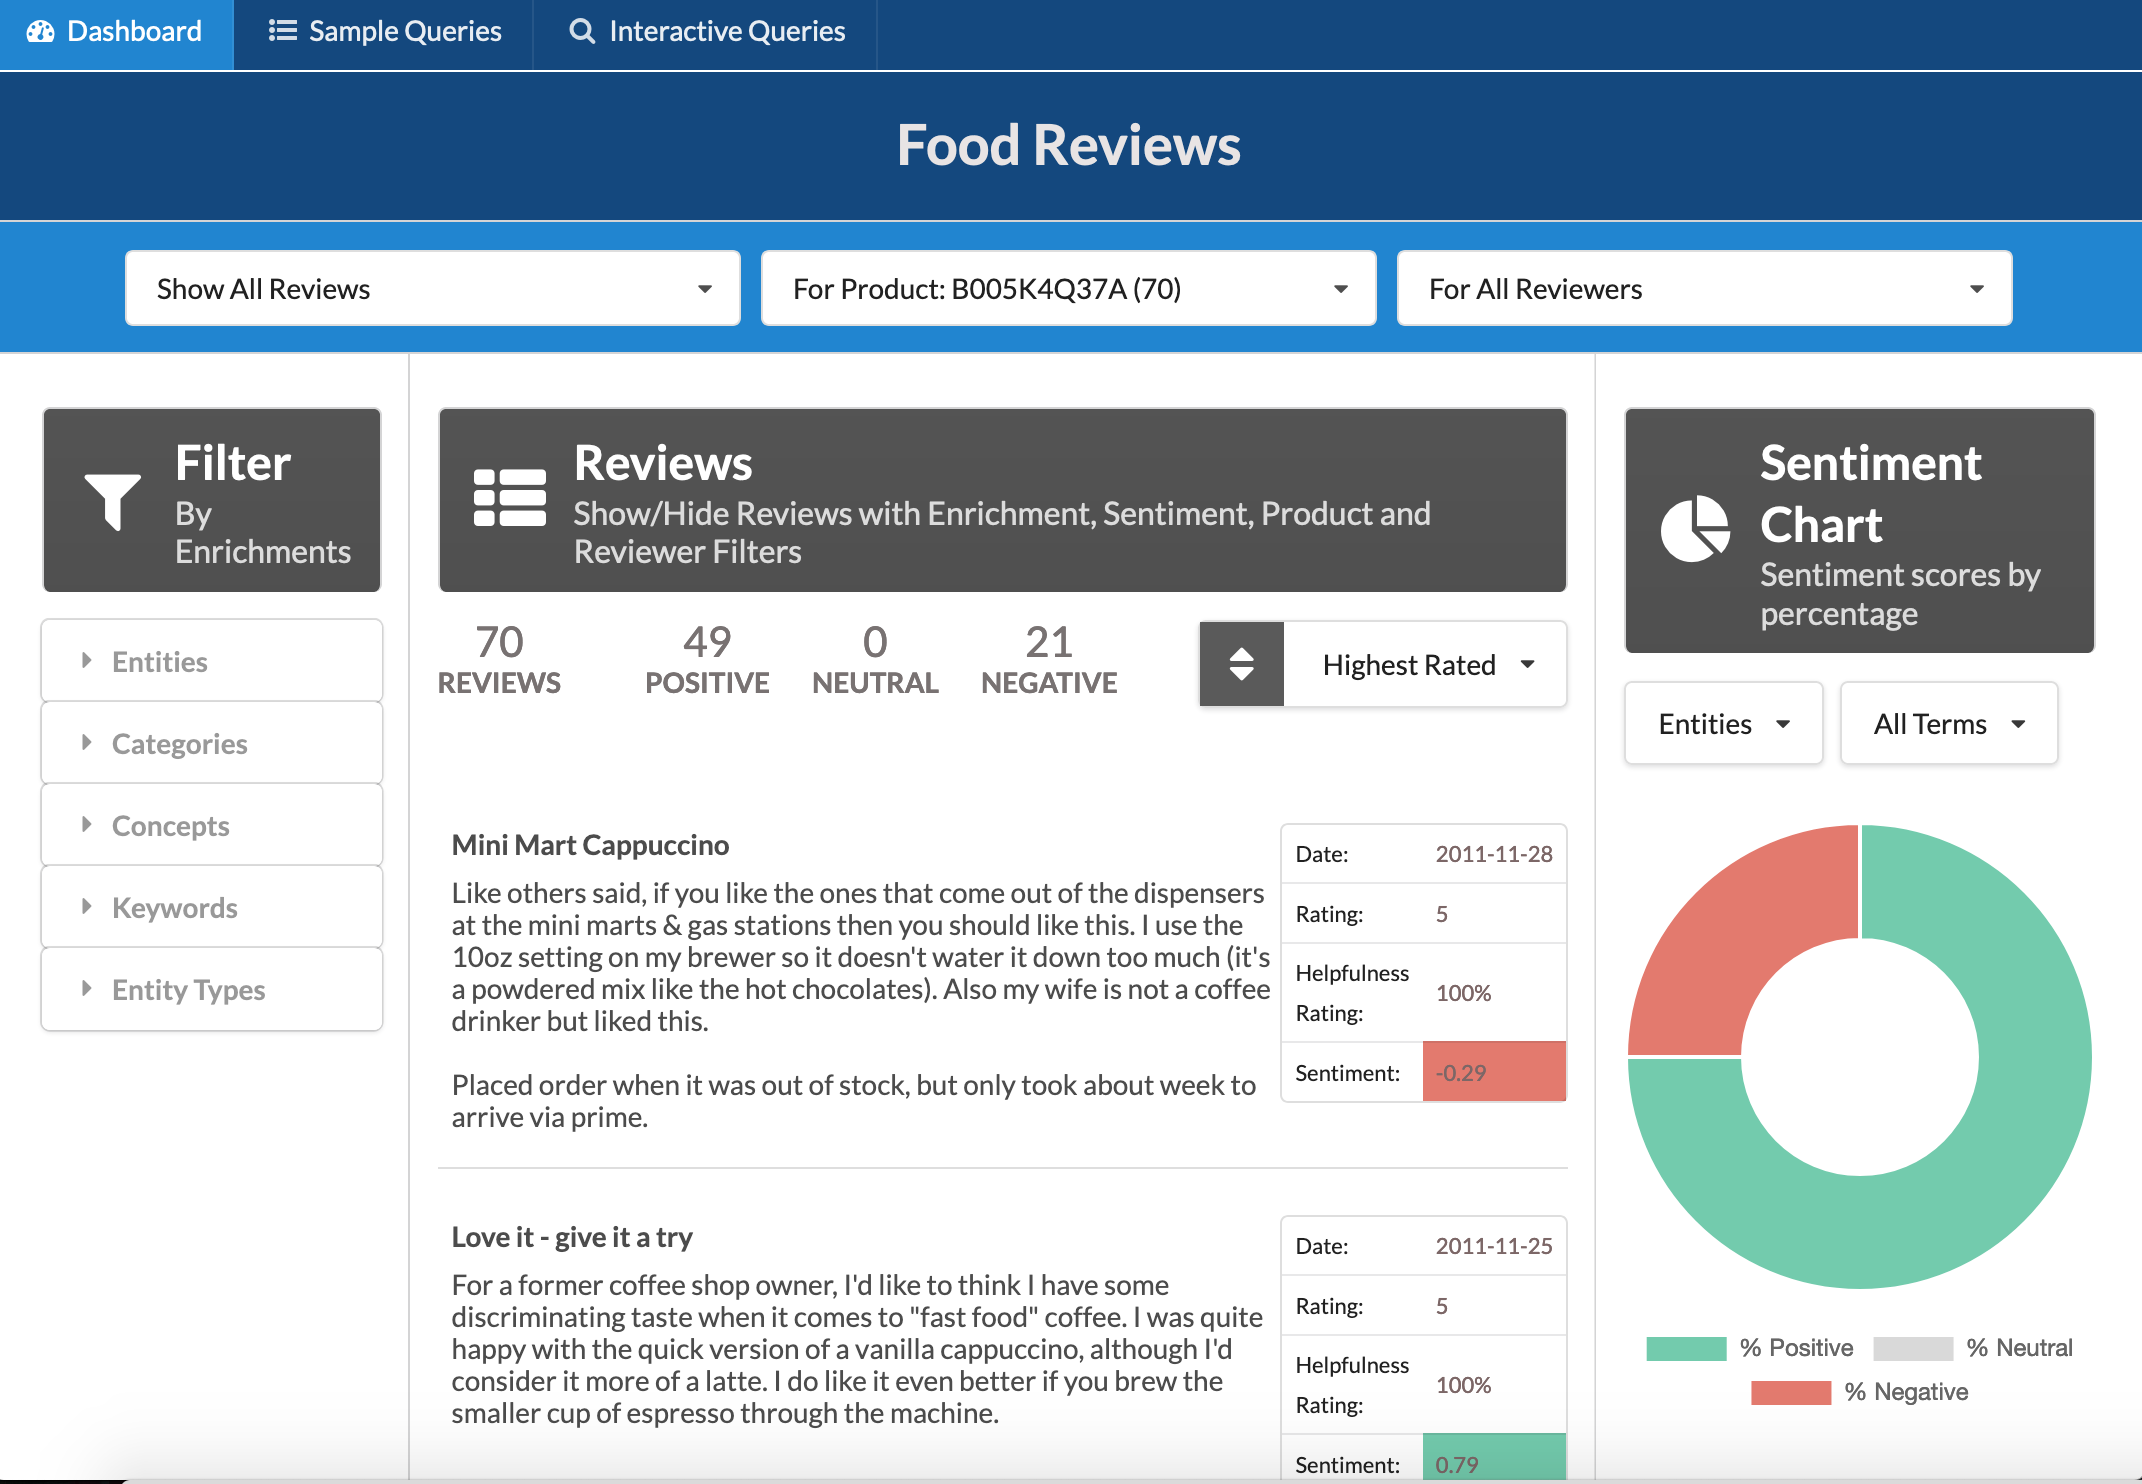 Dashboard
Sample Queries
Interactive Queries
Food Reviews
Show All Reviews
For Product: B005K4Q37A (70)
For All Reviewers
Filter
By
Enrichments
Entities
Categories
Concepts
Keywords
Entity Types
Reviews
Show/Hide Reviews with Enrichment, Sentiment, Product and
Reviewer Filters
70
REVIEWS
49
POSITIVE
0
NEUTRAL
21
NEGATIVE
Highest Rated
Mini Mart Cappuccino
Like others said, if you like the ones that come out of the dispensers
at the mini marts & gas stations then you should like this. I use the
10oz setting on my brewer so it doesn't water it down too much (it's
a powdered mix like the hot chocolates). Also my wife is not a coffee
drinker but liked this.
Placed order when it was out of stock, but only took about week to
arrive via prime.
Date: 2011-11-28
Rating: 5
Helpfulness
Rating: 100%
Sentiment: -0.29
Love it - give it a try
For a former coffee shop owner, I'd like to think I have some
discriminating taste when it comes to "fast food" coffee. I was quite
happy with the quick version of a vanilla cappuccino, although I'd
consider it more of a latte. I do like it even better if you brew the
smaller cup of espresso through the machine.
Date: 2011-11-25
Rating: 5
Helpfulness
Rating: 100%
Sentiment: 0.79
Sentiment
Chart
Sentiment scores by
percentage
Entities
All Terms
% Positive
% Neutral
% Negative